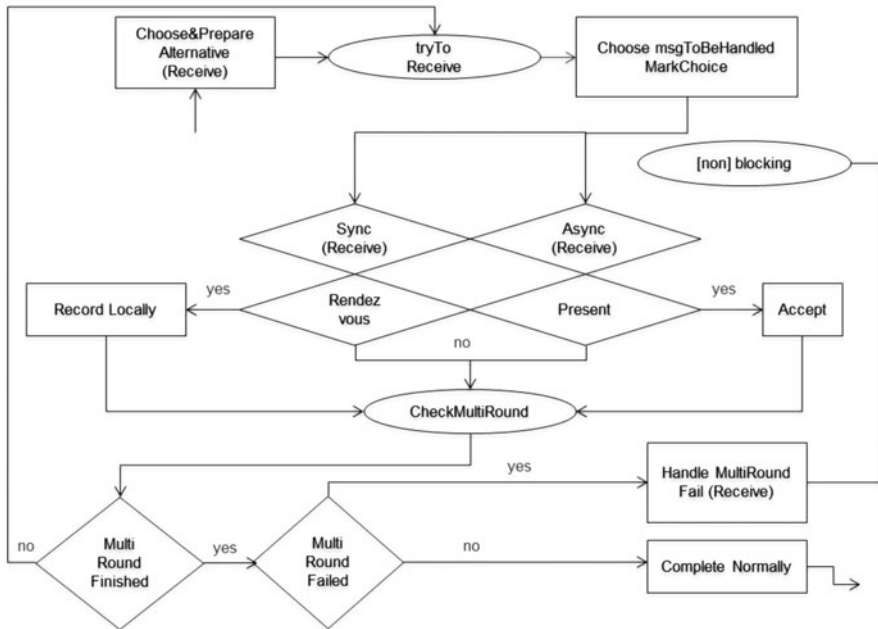 Choose&Prepare
Alternative
(Receive)
tryTo
Receive
Choose msgToBeHandled
MarkChoice
[non] blocking
Sync
(Receive)
Async
(Receive)
yes
Record Locally
Rendez
vous
Present
yes
Accept
no
CheckMultiRound
yes
Handle MultiRound
Fail (Receive)
no
Multi
Round
Finished
yes
Multi
Round
Failed
no
Complete Normally